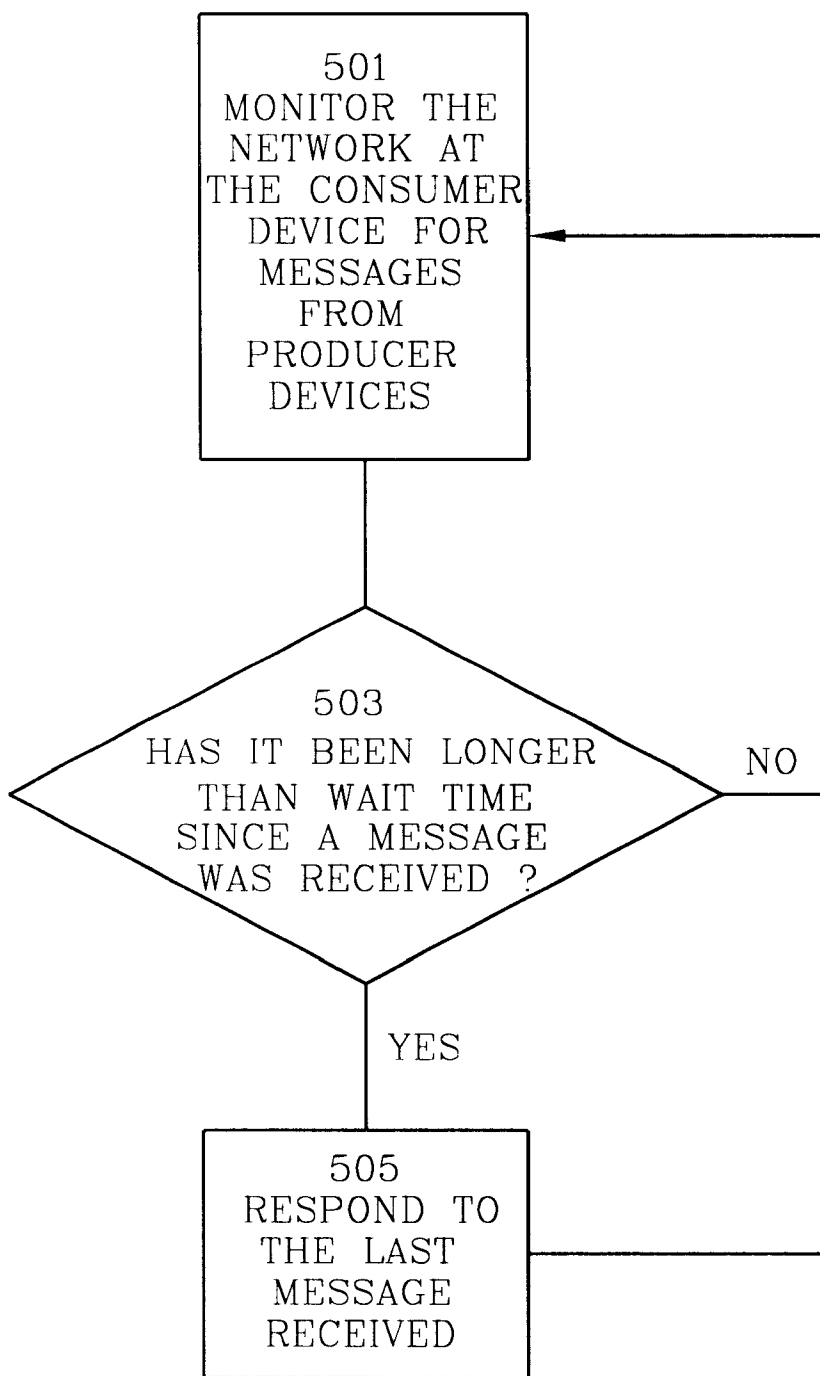 501
MONITOR THE
NETWORK AT
THE CONSUMER
DEVICE FOR
MESSAGES
FROM
PRODUCER
DEVICES
503
HAS IT BEEN LONGER
THAN WAIT TIME
SINCE A MESSAGE
WAS RECEIVED ?
NO
YES
505
RESPOND TO
THE LAST
MESSAGE
RECEIVED